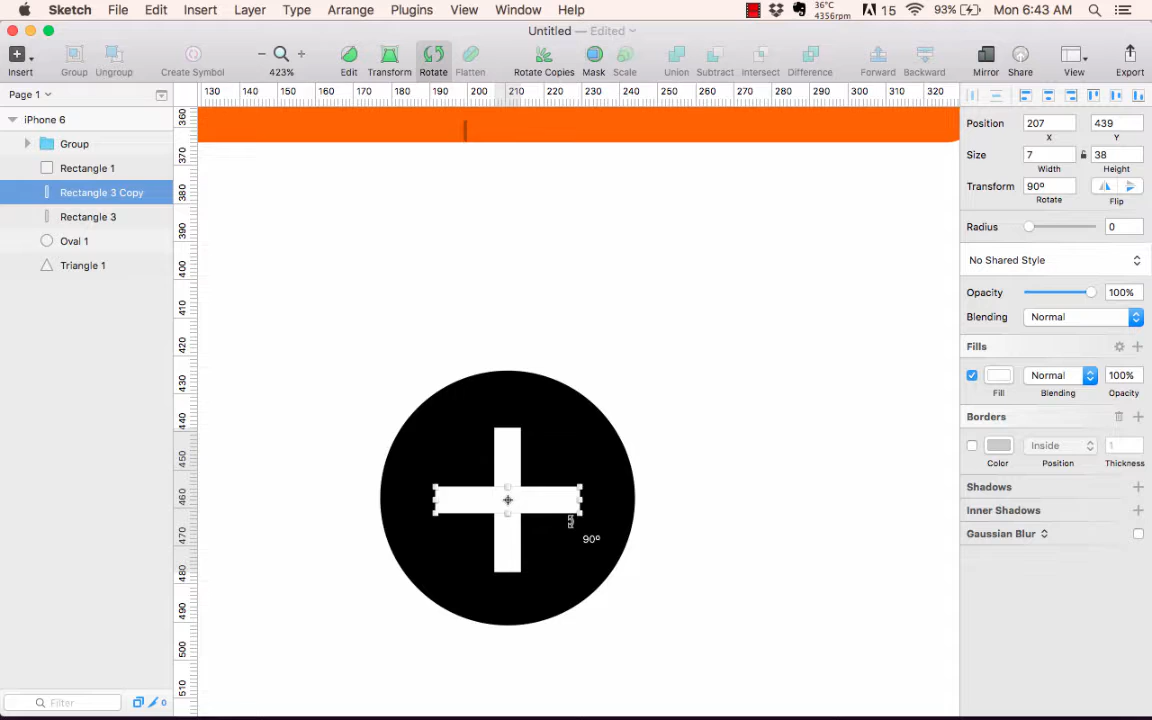 Sketch File Edit Insert Layer Type Arrange Plugins View Window Help 36°C 4356rpm 15 93% Mon 6:43 AM
Untitled — Edited
Insert Group Ungroup Create Symbol 423% Edit Transform Rotate Flatten Rotate Copies Mask Scale Union Subtract Intersect Difference Forward Backward Mirror Share View Export
Page 1
130 140 150 160 170 180 190 200 210 220 230 240 250 260 270 280 290 300 310 320
iPhone 6
Group
Rectangle 1
Rectangle 3 Copy
Rectangle 3
Oval 1
Triangle 1
Filter
0
360
370
380
390
400
410
420
430
440
450
460
470
480
490
500
510
90º
Position 207 439
X Y
Size 7 38
Width Height
Transform 90º
Rotate Flip
Radius 0
No Shared Style
Opacity 100%
Blending Normal
Fills
Normal 100%
Fill Blending Opacity
Borders
Inside 1
Color Position Thickness
Shadows
Inner Shadows
Gaussian Blur